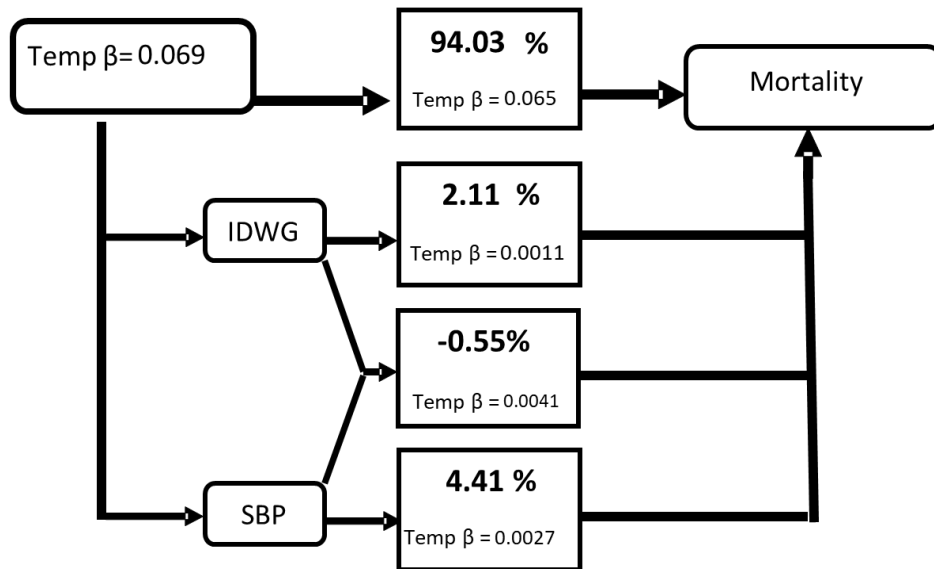 Temp β= 0.069
94.03 %
Temp β = 0.065
Mortality
IDWG
2.11 %
Temp β = 0.0011
-0.55%
Temp β = 0.0041
SBP
4.41 %
Temp β = 0.0027